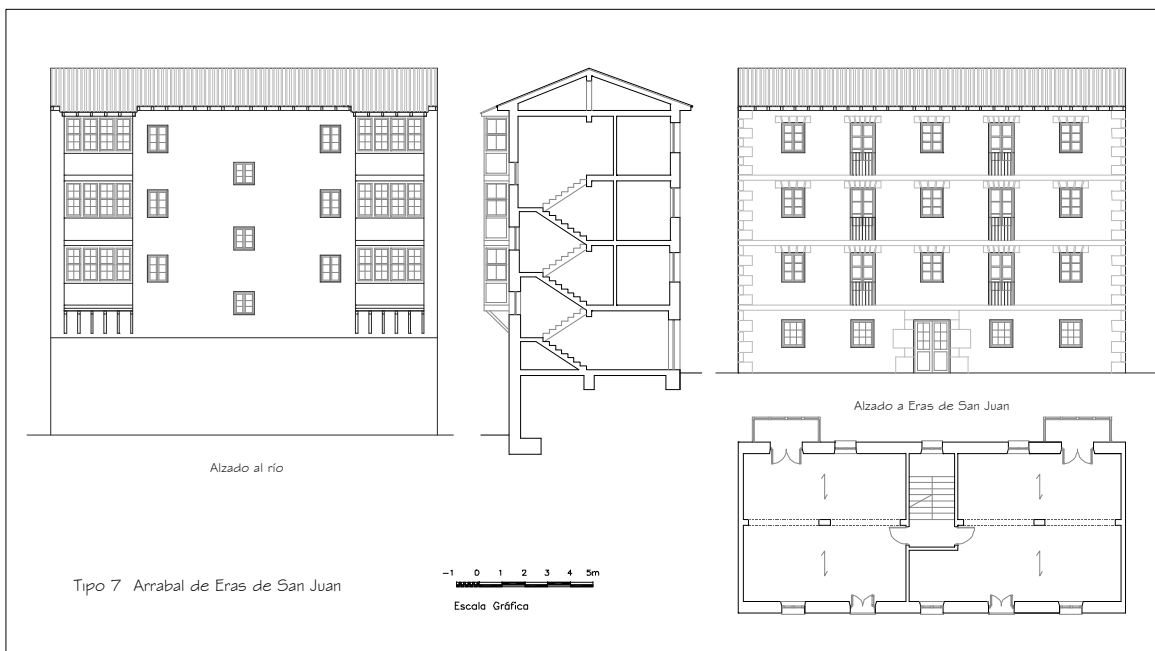 Alzado a Eras de San Juan
Alzado al río
Tipo 7 Arrabal de Eras de San Juan
-1 0 1 2 3 4 5m
Escala Gráfica